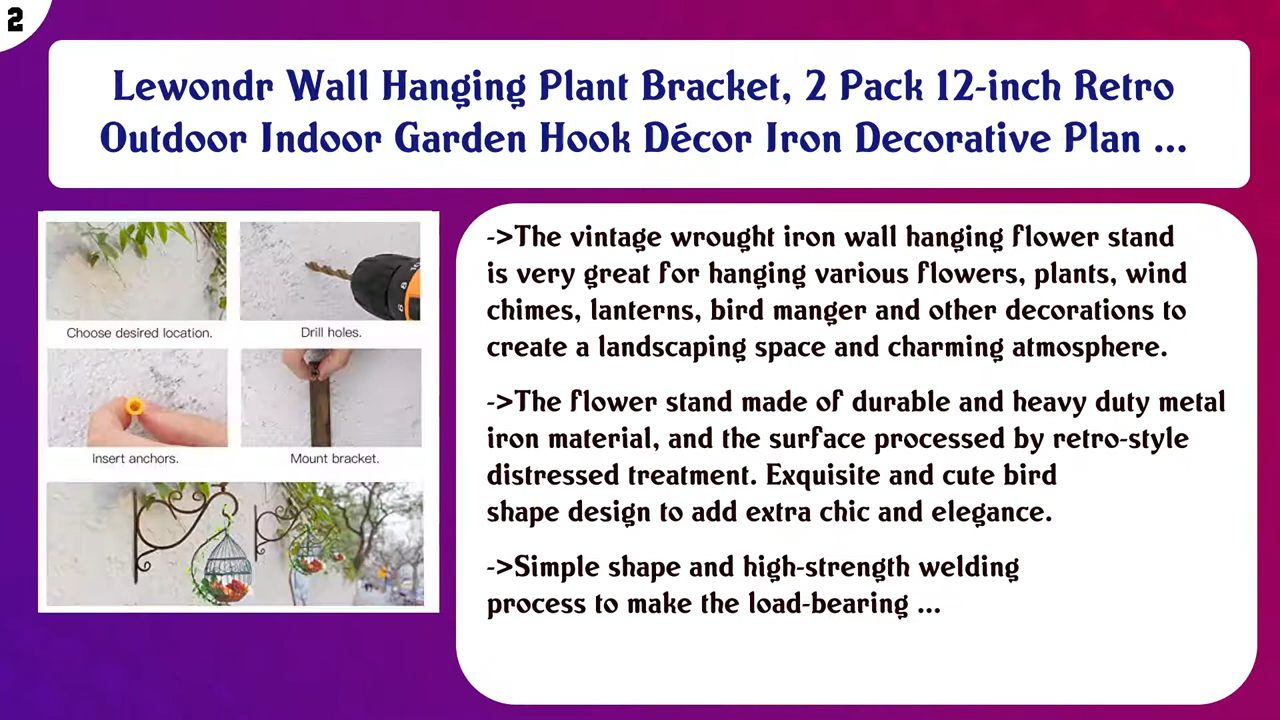 2
Lewondr Wall Hanging Plant Bracket, 2 Pack 12-inch Retro
Outdoor Indoor Garden Hook Décor Iron Decorative Plan ...
Choose desired location.
Drill holes.
Insert anchors.
Mount bracket.
->The vintage wrought iron wall hanging flower stand
is very great for hanging various flowers, plants, wind
chimes, lanterns, bird manger and other decorations to
create a landscaping space and charming atmosphere.
->The flower stand made of durable and heavy duty metal
iron material, and the surface processed by retro-style
distressed treatment. Exquisite and cute bird
shape design to add extra chic and elegance.
->Simple shape and high-strength welding
process to make the load-bearing ...